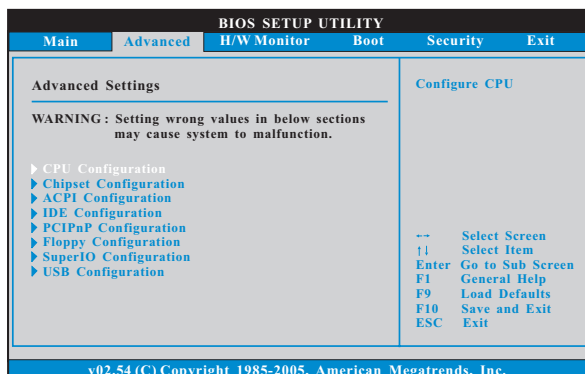 BIOS SETUP UTILITY
Main Advanced H/W Monitor Boot Security Exit
Advanced Settings
WARNING : Setting wrong values in below sections
may cause system to malfunction.
CPU Configuration
Chipset Configuration
ACPI Configuration
IDE Configuration
PCIPnP Configuration
Floppy Configuration
SuperIO Configuration
USB Configuration
Configure CPU
←→ Select Screen
↑↓ Select Item
Enter Go to Sub Screen
F1 General Help
F9 Load Defaults
F10 Save and Exit
ESC Exit
v02.54 (C) Copyright 1985-2005, American Megatrends, Inc.